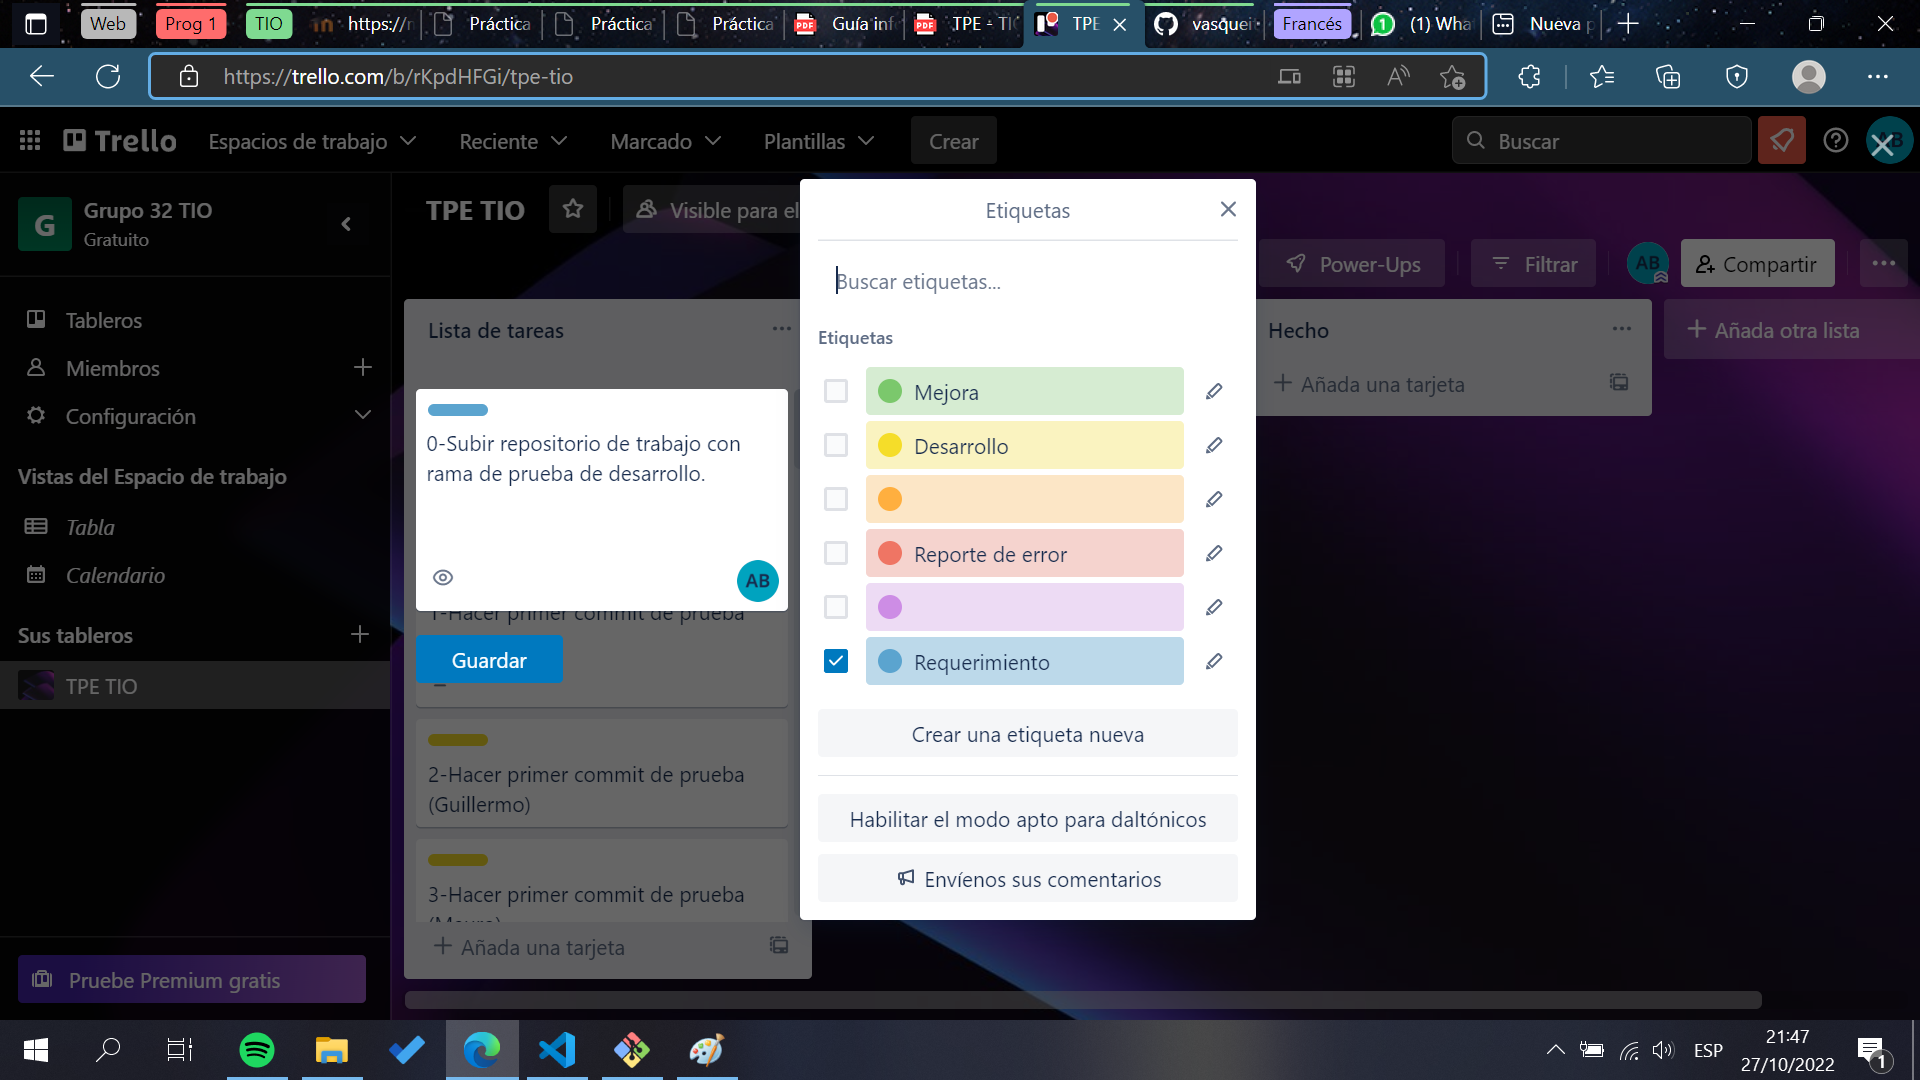 Web
Prog 1
TIO
https://n
Práctica
Práctica
Práctica
Guía inf
TPE - TI
TPE
vasquei
Francés
(1) Wha
Nueva p
https://trello.com/b/rKpdHFGi/tpe-tio
Trello
Espacios de trabajo
Reciente
Marcado
Plantillas
Crear
Buscar
G
Grupo 32 TIO
Gratuito
TPE TIO
Visible para el
Power-Ups
Filtrar
AB
Compartir
Tableros
Miembros
Configuración
Vistas del Espacio de trabajo
Tabla
Calendario
Sus tableros
TPE TIO
Pruebe Premium gratis
Lista de tareas
0-Subir repositorio de trabajo con
rama de prueba de desarrollo.
AB
1-Hacer primer commit de prueba
Guardar
2-Hacer primer commit de prueba
(Guillermo)
3-Hacer primer commit de prueba
Añada una tarjeta
Etiquetas
Buscar etiquetas...
Etiquetas
Mejora
Desarrollo
Reporte de error
Requerimiento
Crear una etiqueta nueva
Habilitar el modo apto para daltónicos
Envíenos sus comentarios
Hecho
Añada una tarjeta
Añada otra lista
ESP
21:47
27/10/2022
1